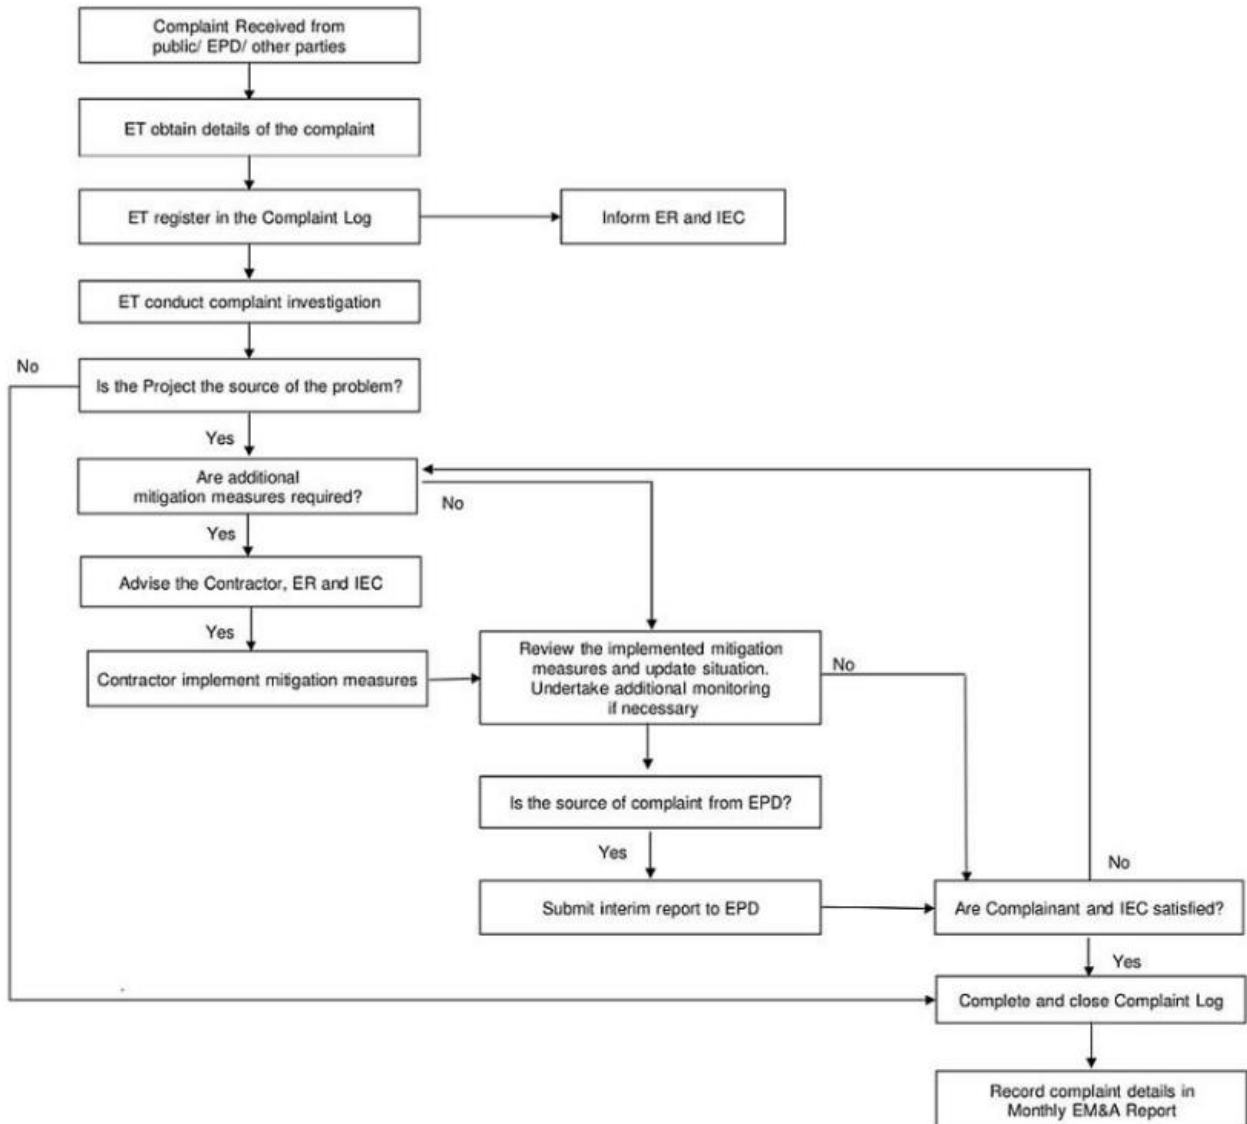 Complaint Received from
public/ EPD/ other parties
ET obtain details of the complaint
ET register in the Complaint Log
Inform ER and IEC
ET conduct complaint investigation
No
Is the Project the source of the problem?
Yes
Are additional
mitigation measures required?
No
Yes
Advise the Contractor, ER and IEC
Yes
Contractor implement mitigation measures
Review the implemented mitigation
measures and update situation.
Undertake additional monitoring
if necessary
No
Is the source of complaint from EPD?
Yes
Submit interim report to EPD
No
Are Complainant and IEC satisfied?
Yes
Complete and close Complaint Log
Record complaint details in
Monthly EM&A Report